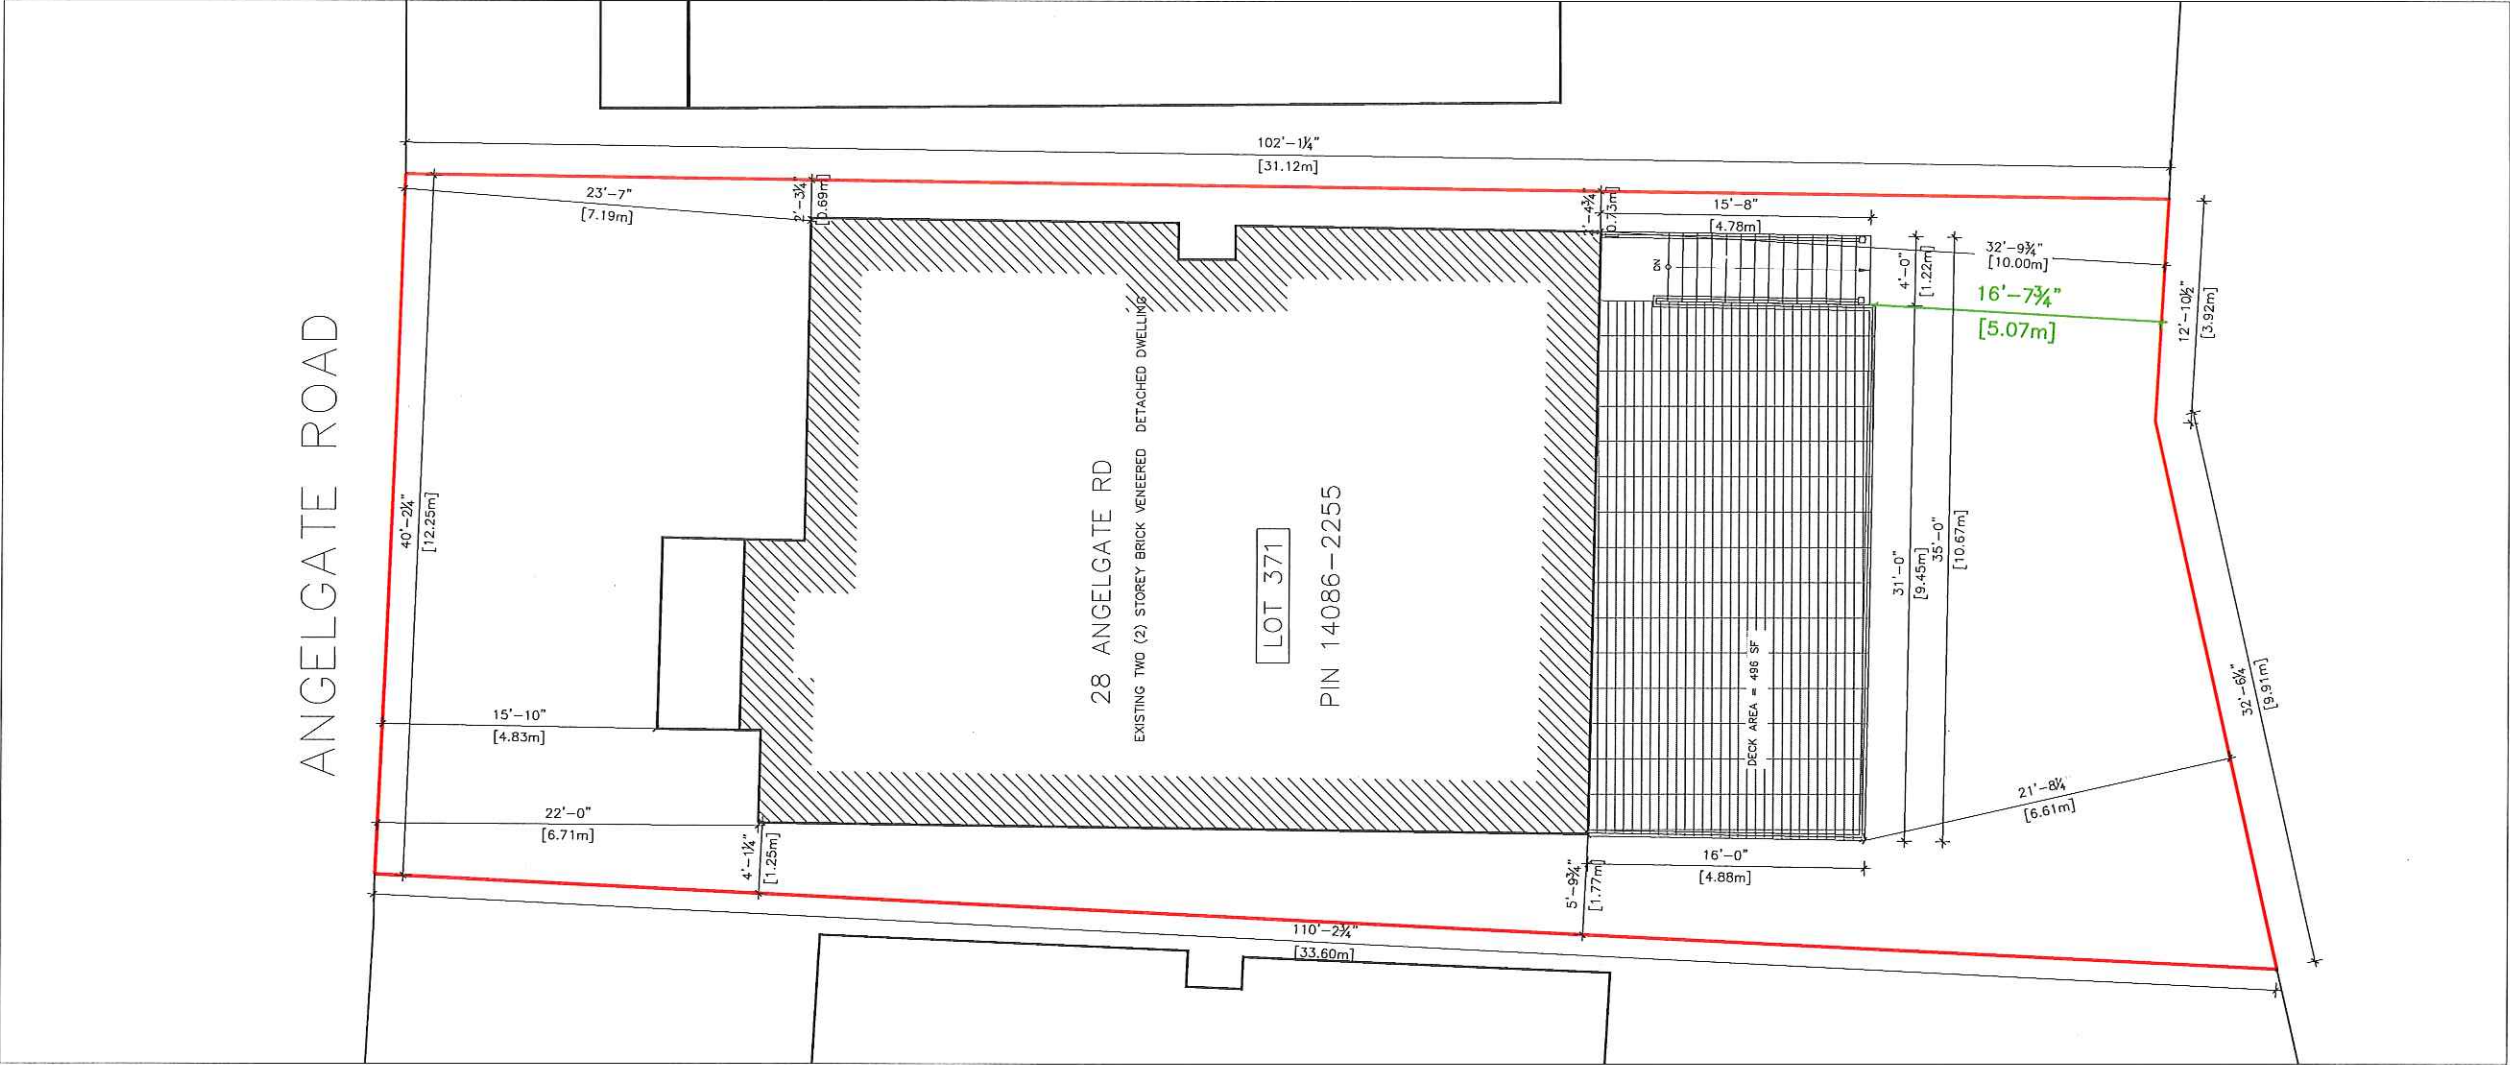 102'-1¼"
[31.12m]
23'-7"
[7.19m]
2'-3¼"
[0.69m]
2'-4¾"
0.73m]
15'-8"
[4.78m]
32'-9¾"
[10.00m]
4'-0"
[1.22m]
16'-7¾"
[5.07m]
12'-10½"
[3.92m]
DN
ANGELGATE ROAD
40'-2¼"
[12.25m]
28 ANGELGATE RD
EXISTING TWO (2) STOREY BRICK VENEERED DETACHED DWELLING
LOT 371
PIN 14086-2255
DECK AREA = 496 SF
31'-0"
[9.45m]
35'-0"
[10.67m]
32'-6¼"
[9.91m]
15'-10"
[4.83m]
22'-0"
[6.71m]
4'-1¼"
[1.25m]
21'-8¼"
[6.61m]
16'-0"
[4.88m]
5'-9¾"
[1.77m]
110'-2¾"
[33.60m]